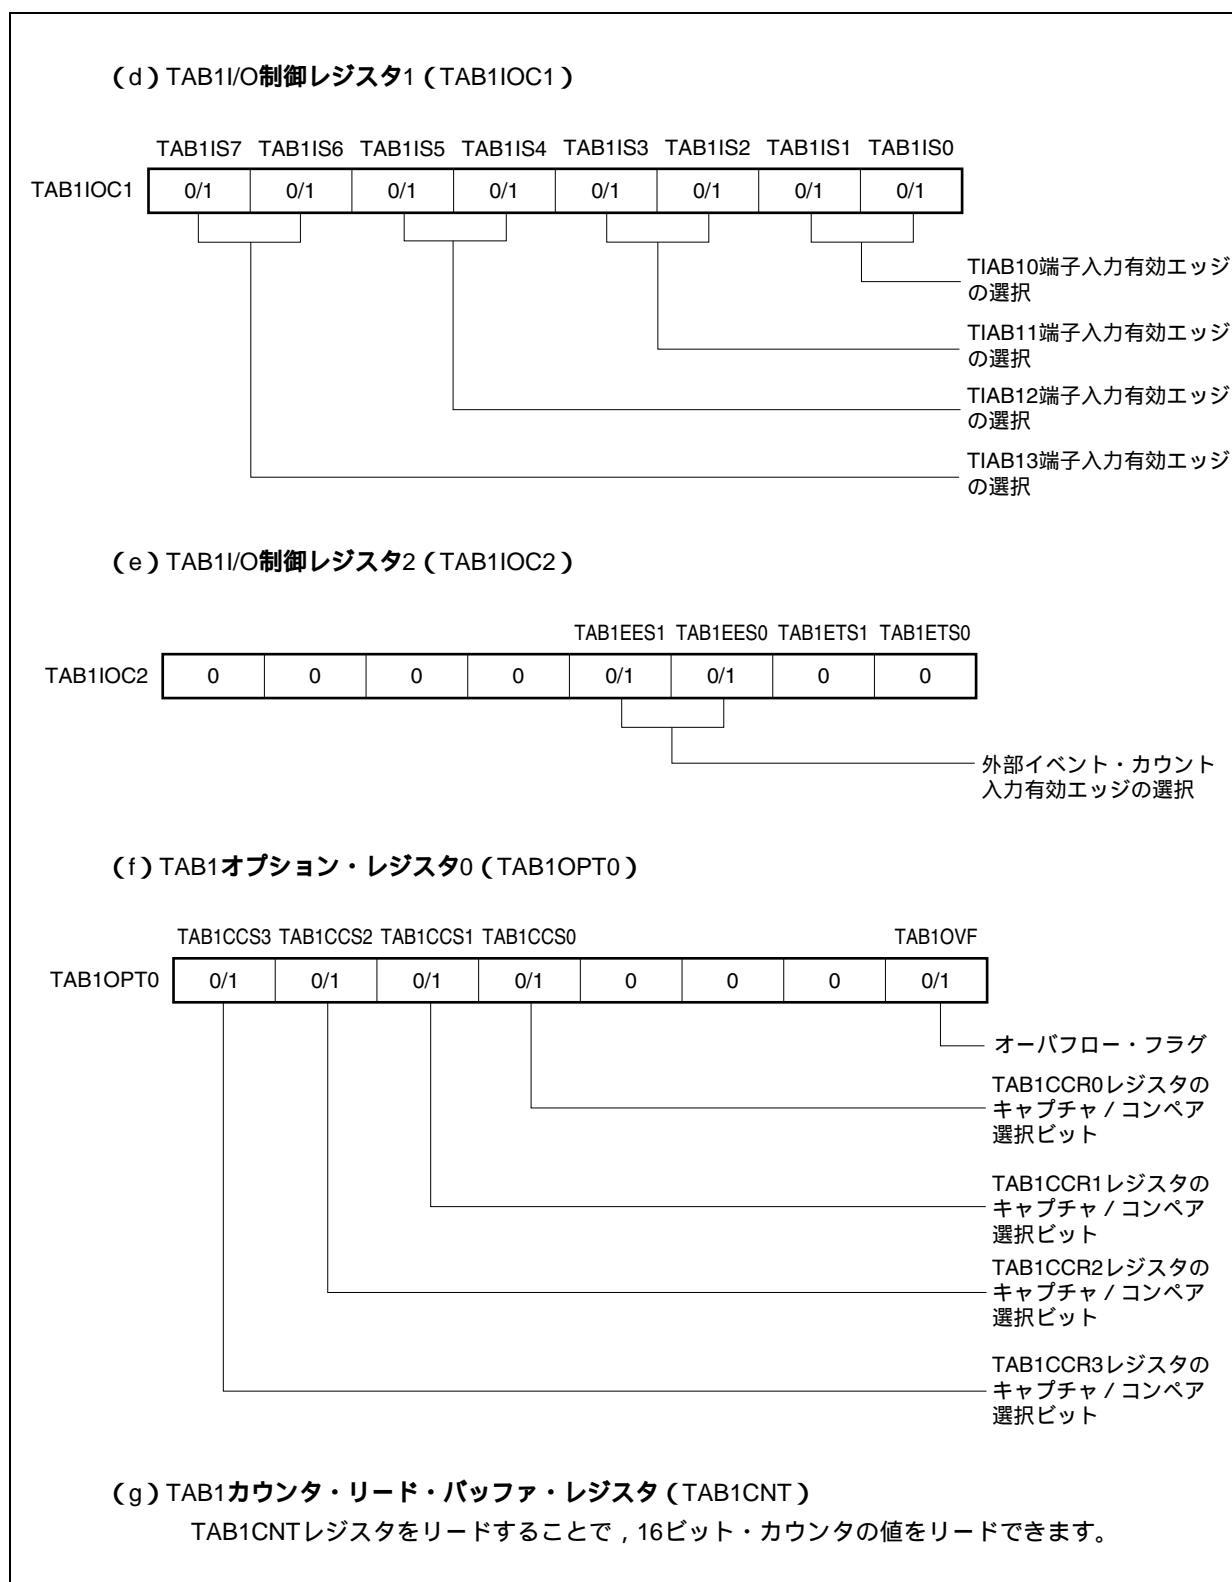 （d）TAB1I/O制御レジスタ1（TAB1IOC1）
TAB1IS7 TAB1IS6 TAB1IS5 TAB1IS4 TAB1IS3 TAB1IS2 TAB1IS1 TAB1IS0
TAB1IOC1 0/1 0/1 0/1 0/1 0/1 0/1 0/1 0/1
TIAB10端子入力有効エッジ
の選択
TIAB11端子入力有効エッジ
の選択
TIAB12端子入力有効エッジ
の選択
TIAB13端子入力有効エッジ
の選択
（e）TAB1I/O制御レジスタ2（TAB1IOC2）
TAB1EES1 TAB1EES0 TAB1ETS1 TAB1ETS0
TAB1IOC2 0 0 0 0 0/1 0/1 0 0
外部イベント・カウント
入力有効エッジの選択
（f）TAB1オプション・レジスタ0（TAB1OPT0）
TAB1CCS3 TAB1CCS2 TAB1CCS1 TAB1CCS0 TAB1OVF
TAB1OPT0 0/1 0/1 0/1 0/1 0 0 0 0/1
オーバフロー・フラグ
TAB1CCR0レジスタの
キャプチャ／コンペア
選択ビット
TAB1CCR1レジスタの
キャプチャ／コンペア
選択ビット
TAB1CCR2レジスタの
キャプチャ／コンペア
選択ビット
TAB1CCR3レジスタの
キャプチャ／コンペア
選択ビット
（g）TAB1カウンタ・リード・バッファ・レジスタ（TAB1CNT）
TAB1CNTレジスタをリードすることで，16ビット・カウンタの値をリードできます。